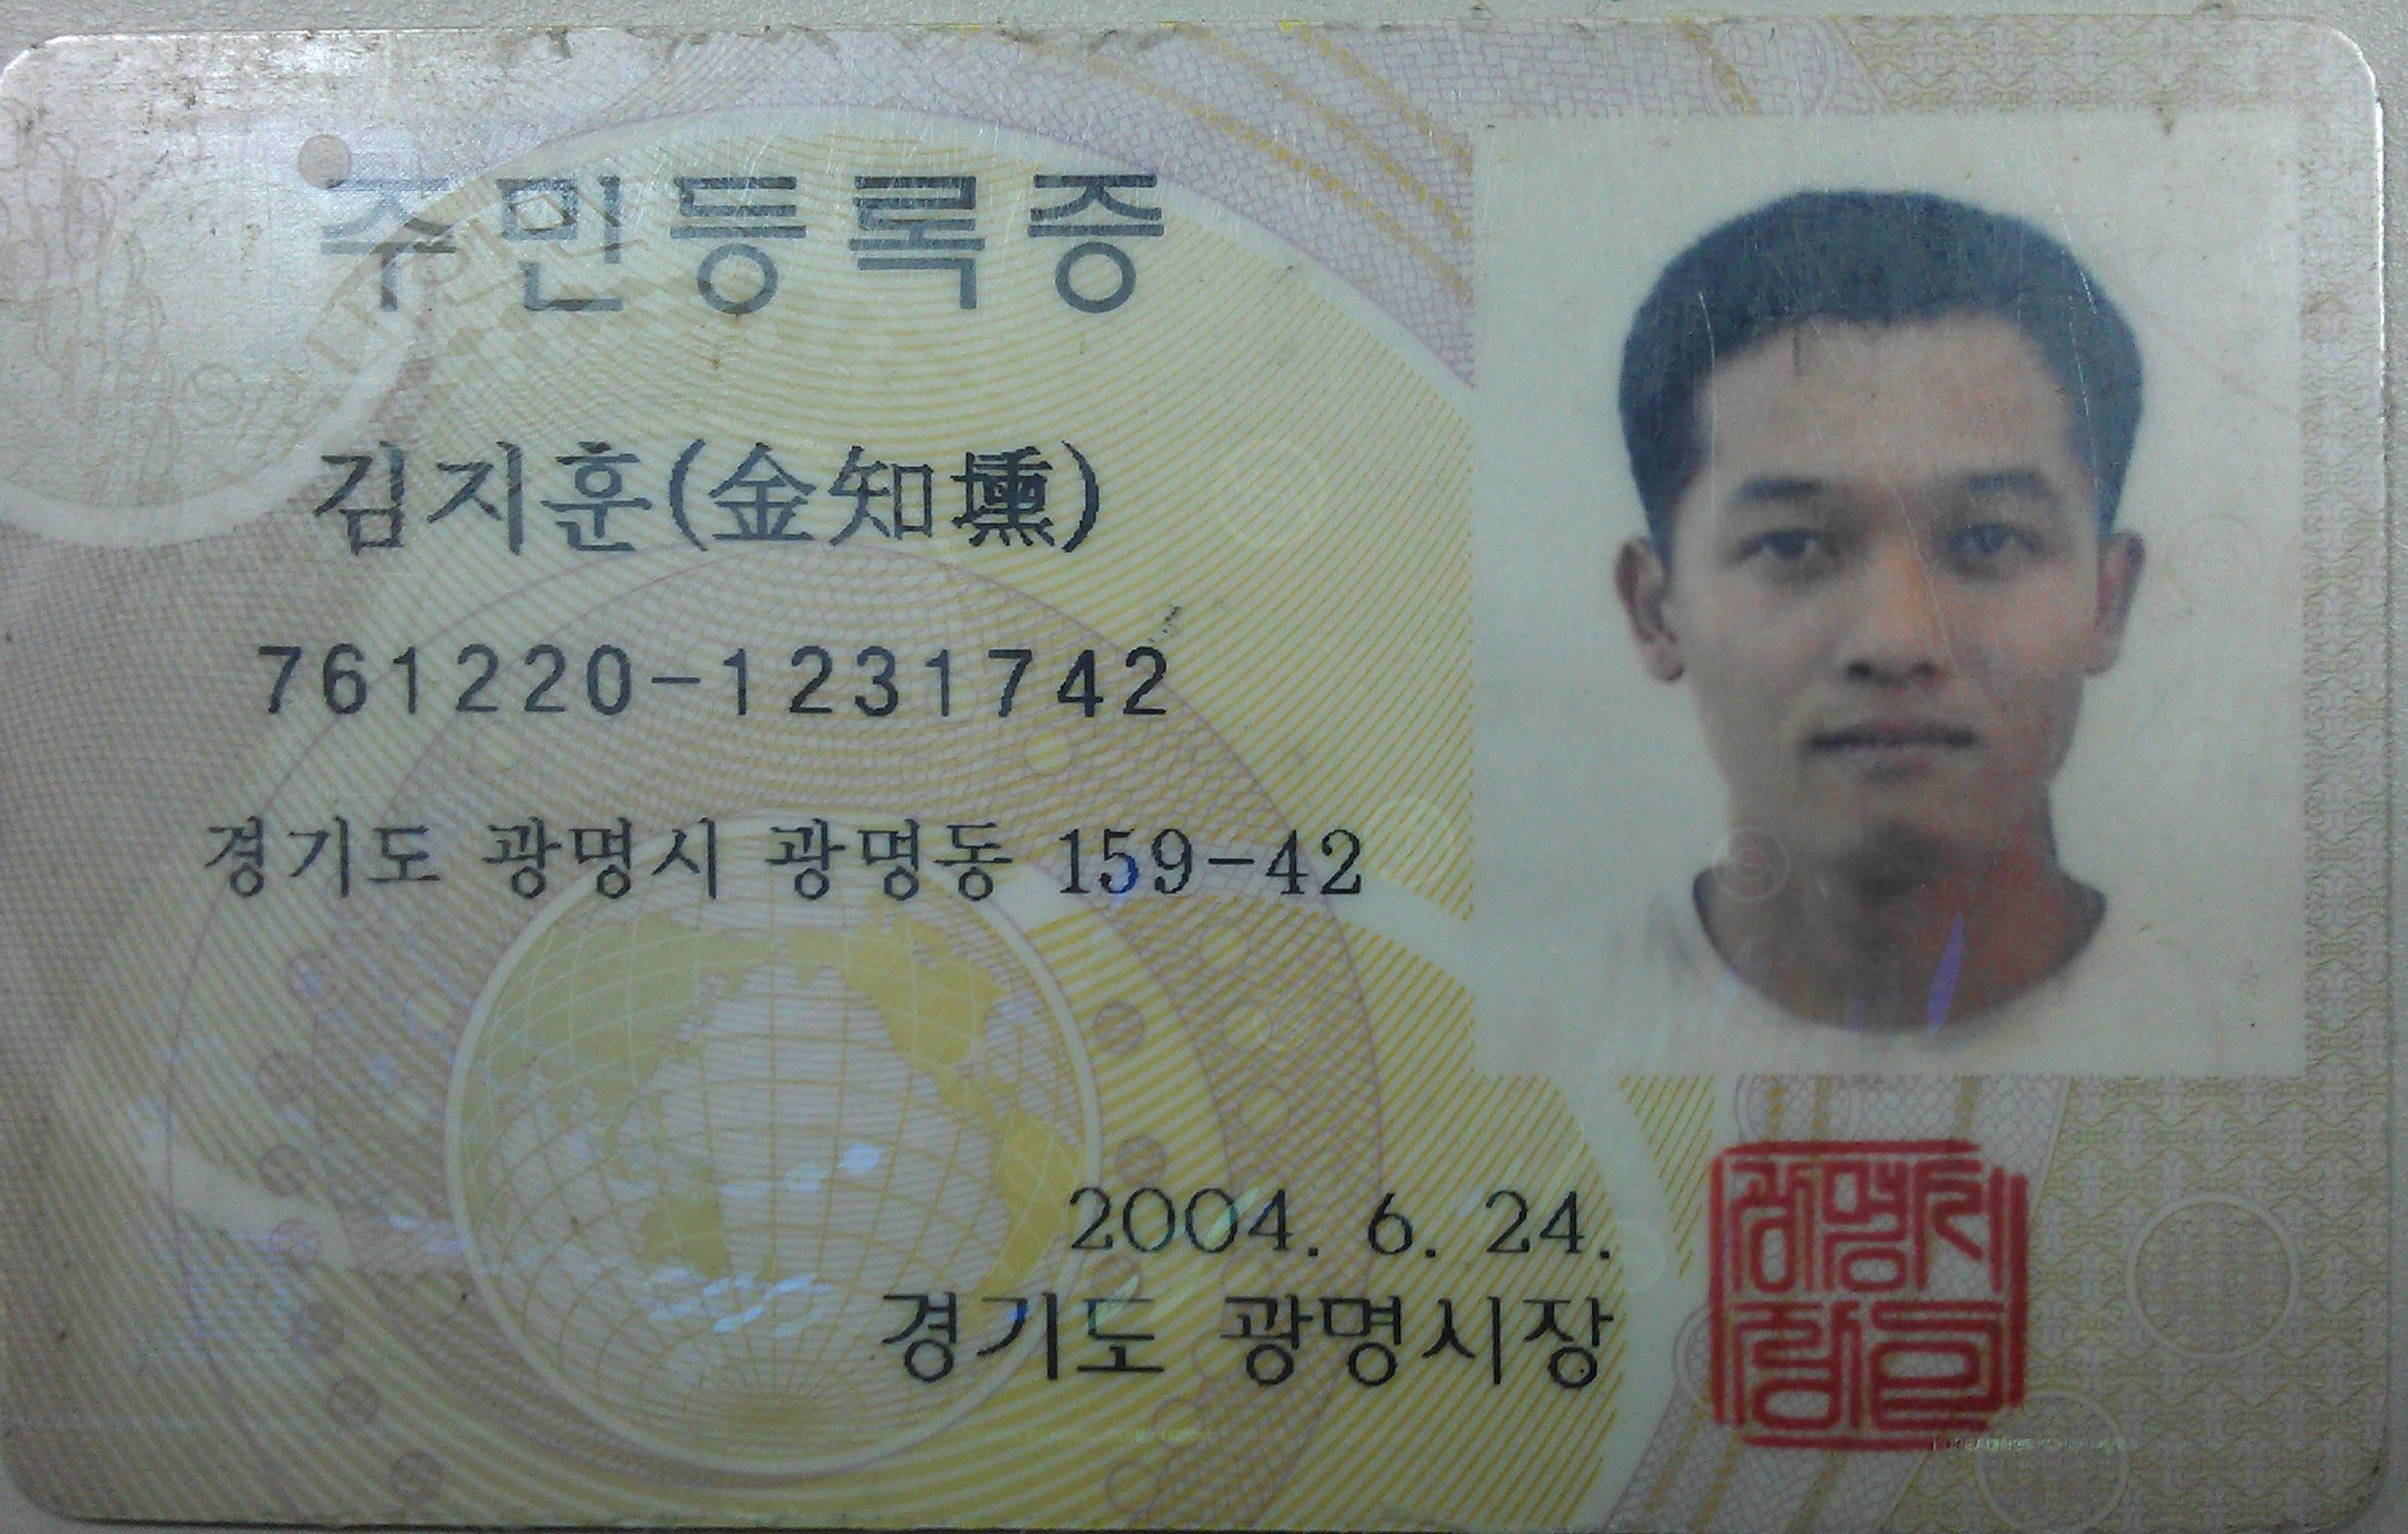 주민등록증
김지훈(金知壎)
761220-1231742
경기도 광명시 광명동 159-42
2004. 6. 24.
경기도 광명시장
광명시
장인